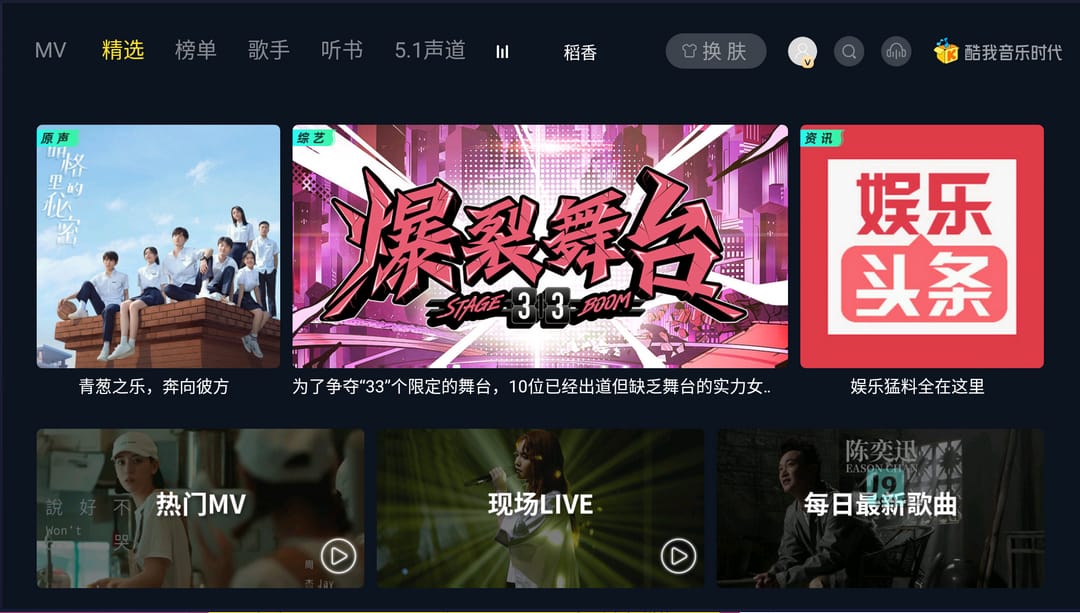 MV 精选 榜单 歌手 听书 5.1声道 稻香 换肤 酷我音乐时代
原声
萌格
里的
秘密
综艺
爆裂舞台
STAGE 33 BOOM
资讯
娱乐
头条
青葱之乐，奔向彼方
为了争夺“33”个限定的舞台，10位已经出道但缺乏舞台的实力女..
娱乐猛料全在这里
說好不
Won't
哭
周
杰 Jay
热门MV
现场LIVE
陈奕迅
EASON CHAN
J9
每日最新歌曲